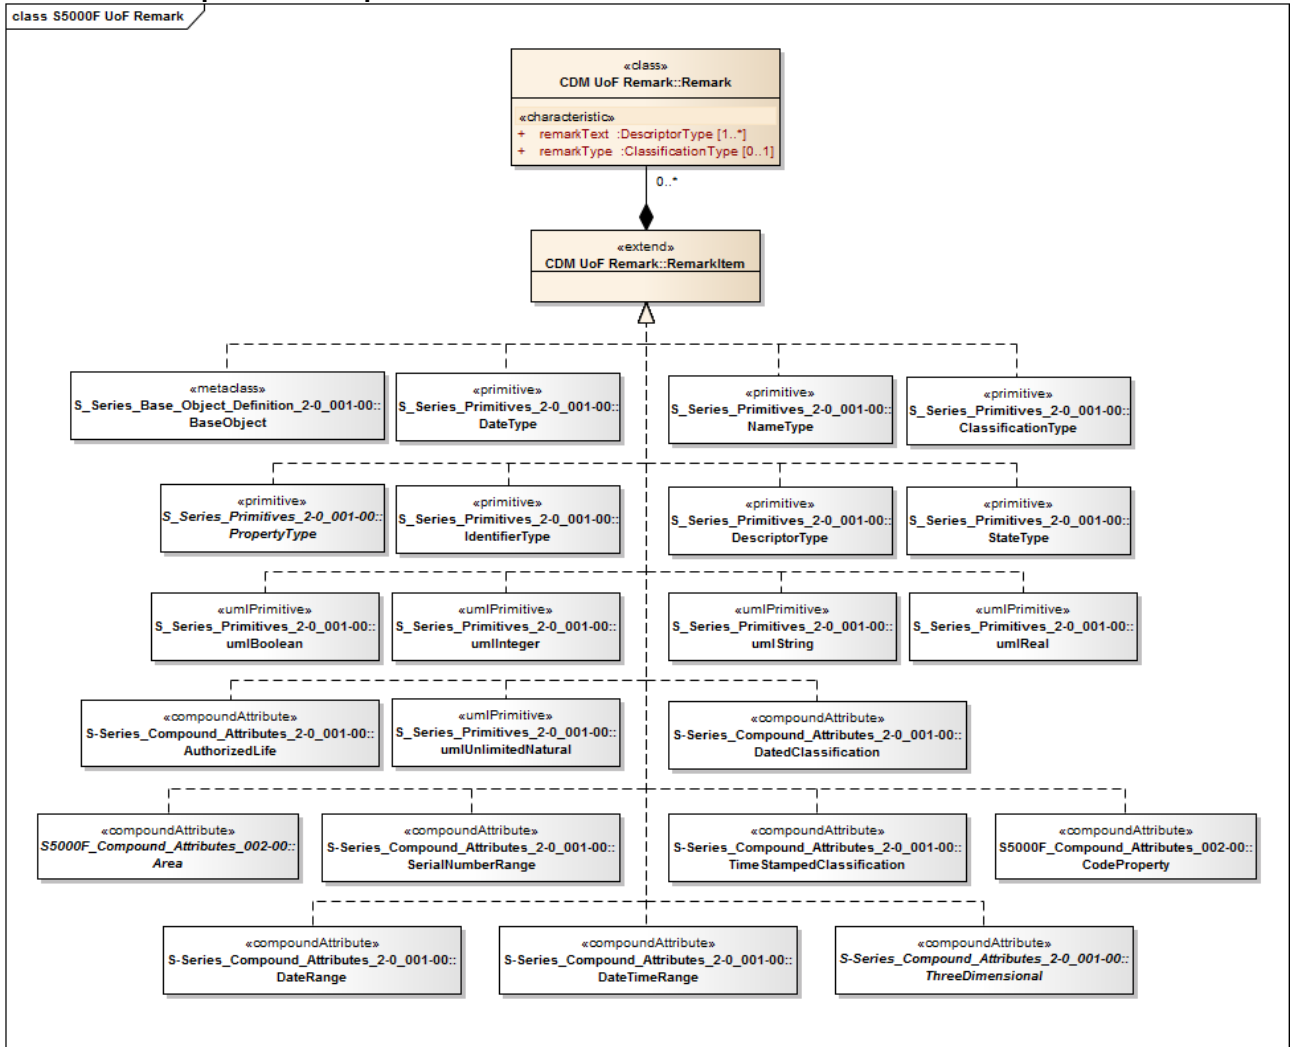 class S5000F UoF Remark
«class»
CDM UoF Remark::Remark
«characteristic»
+ remarkText :DescriptorType [1..*]
+ remarkType :ClassificationType [0..1]
0..*
«extend»
CDM UoF Remark::RemarkItem
«metaclass»
S_Series_Base_Object_Definition_2-0_001-00::
BaseObject
«primitive»
S_Series_Primitives_2-0_001-00::
DateType
«primitive»
S_Series_Primitives_2-0_001-00::
NameType
«primitive»
S_Series_Primitives_2-0_001-00::
ClassificationType
«primitive»
S_Series_Primitives_2-0_001-00::
PropertyType
«primitive»
S_Series_Primitives_2-0_001-00::
IdentifierType
«primitive»
S_Series_Primitives_2-0_001-00::
DescriptorType
«primitive»
S_Series_Primitives_2-0_001-00::
StateType
«umlPrimitive»
S_Series_Primitives_2-0_001-00::
umlBoolean
«umlPrimitive»
S_Series_Primitives_2-0_001-00::
umlInteger
«umlPrimitive»
S_Series_Primitives_2-0_001-00::
umlString
«umlPrimitive»
S_Series_Primitives_2-0_001-00::
umlReal
«compoundAttribute»
S-Series_Compound_Attributes_2-0_001-00::
AuthorizedLife
«umlPrimitive»
S_Series_Primitives_2-0_001-00::
umlUnlimitedNatural
«compoundAttribute»
S-Series_Compound_Attributes_2-0_001-00::
DatedClassification
«compoundAttribute»
S5000F_Compound_Attributes_002-00::
Area
«compoundAttribute»
S-Series_Compound_Attributes_2-0_001-00::
SerialNumberRange
«compoundAttribute»
S-Series_Compound_Attributes_2-0_001-00::
TimeStampedClassification
«compoundAttribute»
S5000F_Compound_Attributes_002-00::
CodeProperty
«compoundAttribute»
S-Series_Compound_Attributes_2-0_001-00::
DateRange
«compoundAttribute»
S-Series_Compound_Attributes_2-0_001-00::
DateTimeRange
«compoundAttribute»
S-Series_Compound_Attributes_2-0_001-00::
ThreeDimensional